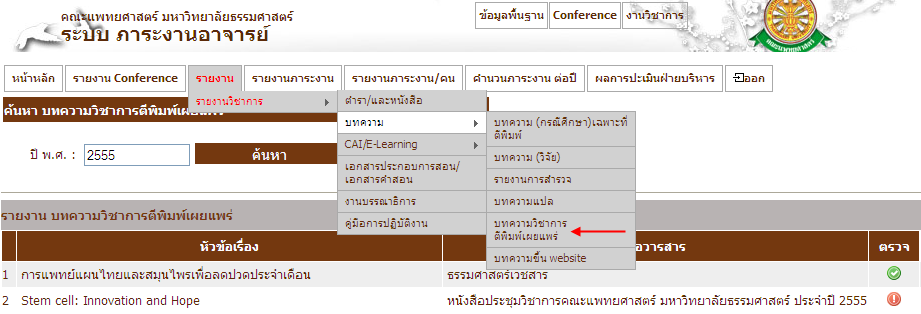 คณะแพทยศาสตร์ มหาวิทยาลัยธรรมศาสตร์
ระบบ ภาระงานอาจารย์
ข้อมูลพื้นฐาน Conference งานวิชาการ
หน้าหลัก รายงาน Conference รายงาน รายงานภาระงาน รายงานภาระงาน/คน คำนวนภาระงาน ต่อปี ผลการประเมินฝ่ายบริหาร ออก
รายงานวิชาการ
ตำรา/และหนังสือ
บทความ
CAI/E-Learning
เอกสารประกอบการสอน/
เอกสารคำสอน
งานบรรณาธิการ
คู่มือการปฏิบัติงาน
บทความ (กรณีศึกษา)เฉพาะที่
ตีพิมพ์
บทความ (วิจัย)
รายงานการสำรวจ
บทความแปล
บทความวิชาการ
ตีพิมพ์เผยแพร่
บทความขึ้น website
ค้นหา บทความวิชาการตีพิมพ์เผยแพร่
ปี พ.ศ. : 2555 ค้นหา
รายงาน บทความวิชาการตีพิมพ์เผยแพร่
หัวข้อเรื่อง อวารสาร ตรวจ
1 การแพทย์แผนไทยและสมุนไพรเพื่อลดปวดประจำเดือน ธรรมศาสตร์เวชสาร
2 Stem cell: Innovation and Hope หนังสือประชุมวิชาการคณะแพทยศาสตร์ มหาวิทยาลัยธรรมศาสตร์ ประจำปี 2555